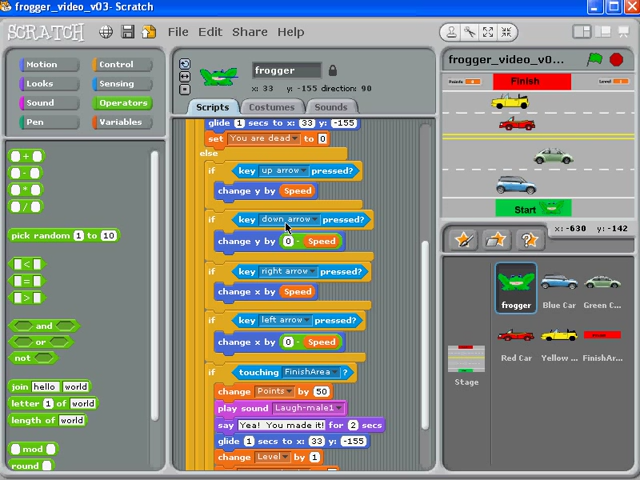 frogger_video_v03- Scratch
SCRATCH
File Edit Share Help
Motion
Control
Looks
Sensing
Sound
Operators
Pen
Variables
+
-
*
/
pick random 1 to 10
<
=
>
and
or
not
join hello world
letter 1 of world
length of world
mod
round
frogger
x: 33 y: -155 direction: 90
Scripts Costumes Sounds
glide 1 secs to x: 33 y: -155
set You are dead to 0
else
if key up arrow pressed?
change y by Speed
if key down arrow pressed?
change y by 0 - Speed
if key right arrow pressed?
change x by Speed
if key left arrow pressed?
change x by 0 - Speed
if touching FinishArea ?
change Points by 50
play sound Laugh-male1
say Yea! You made it! for 2 secs
glide 1 secs to x: 33 y: -155
change Level by 1
frogger_video_v0...
Points
Finish
Level
Start
x: -630 y: -142
frogger
Blue Car
Green C...
Red Car
Yellow ...
FinishAr...
Stage